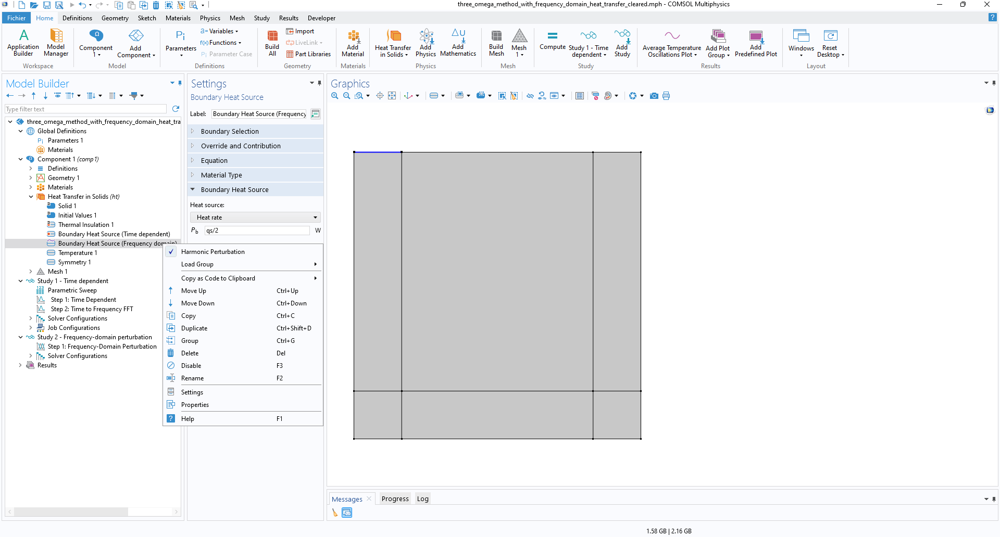 three_omega_method_with_frequency_domain_heat_transfer_cleared.mph - COMSOL Multiphysics
Fichier Home Definitions Geometry Sketch Materials Physics Mesh Study Results Developer
Application Builder
Model Manager
Workspace
Component 1
Add Component
Model
Parameters
a= Variables
f(x) Functions
Pi Parameter Case
Definitions
Build All
Import
LiveLink
Part Libraries
Geometry
Add Material
Materials
Heat Transfer in Solids
Add Physics
Add Mathematics
Physics
Build Mesh
Mesh 1
Mesh
Compute
Study 1 - Time dependent
Add Study
Study
Average Temperature Oscillations Plot
Add Plot Group
Add Predefined Plot
Results
Windows
Reset Desktop
Layout
Model Builder
Type filter text
three_omega_method_with_frequency_domain_heat_tra
Global Definitions
Parameters 1
Materials
Component 1 (comp1)
Definitions
Geometry 1
Materials
Heat Transfer in Solids (ht)
Solid 1
Initial Values 1
Thermal Insulation 1
Boundary Heat Source (Time dependent)
Boundary Heat Source (Frequency domain)
Temperature 1
Symmetry 1
Mesh 1
Study 1 - Time dependent
Parametric Sweep
Step 1: Time Dependent
Step 2: Time to Frequency FFT
Solver Configurations
Job Configurations
Study 2 - Frequency-domain perturbation
Step 1: Frequency-Domain Perturbation
Solver Configurations
Results
Settings
Boundary Heat Source
Label: Boundary Heat Source (Frequency
Boundary Selection
Override and Contribution
Equation
Material Type
Boundary Heat Source
Heat source:
Heat rate
Pb qs/2 W
Harmonic Perturbation
Load Group
Copy as Code to Clipboard
Move Up Ctrl+Up
Move Down Ctrl+Down
Copy Ctrl+C
Duplicate Ctrl+Shift+D
Group Ctrl+G
Delete Del
Disable F3
Rename F2
Settings
Properties
Help F1
Graphics
Messages Progress Log
1.58 GB | 2.16 GB